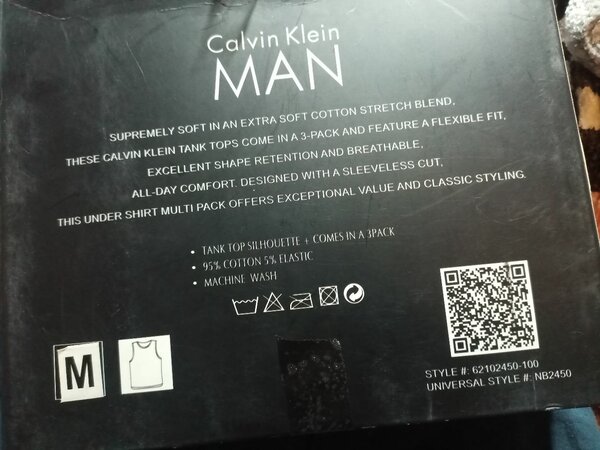 Calvin Klein
MAN
SUPREMELY SOFT IN AN EXTRA SOFT COTTON STRETCH BLEND,
THESE CALVIN KLEIN TANK TOPS COME IN A 3-PACK AND FEATURE A FLEXIBLE FIT,
EXCELLENT SHAPE RETENTION AND BREATHABLE,
ALL-DAY COMFORT. DESIGNED WITH A SLEEVELESS CUT,
THIS UNDER SHIRT MULTI PACK OFFERS EXCEPTIONAL VALUE AND CLASSIC STYLING.
• TANK TOP SILHOUETTE + COMES IN A 3PACK
• 95% COTTON 5% ELASTIC
• MACHINE WASH
M
STYLE #: 62102450-100
UNIVERSAL STYLE #: NB2450